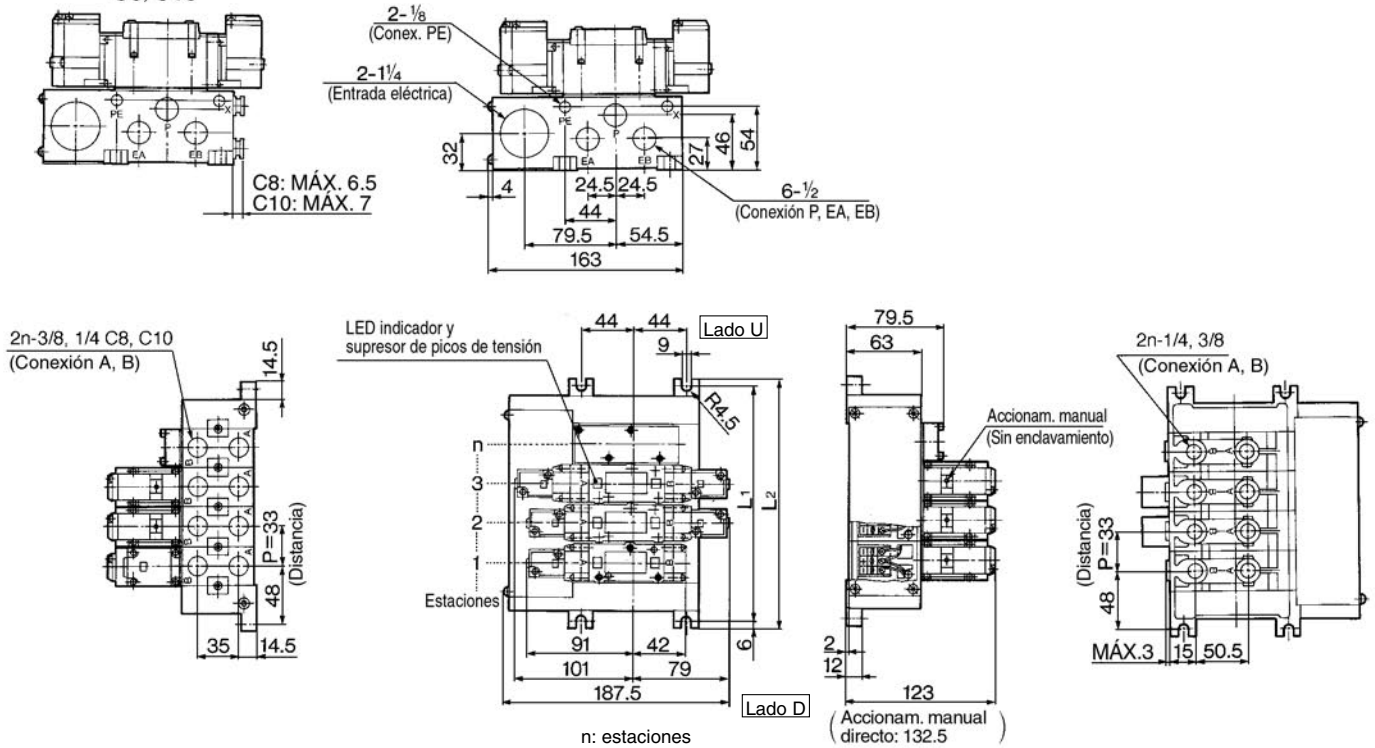 2-1/8
(Conex. PE)
2-1 1/4
(Entrada eléctrica)
PE
P
X
EA
EB
C8: MÁX. 6.5
C10: MÁX. 7
PE
P
X
EA
EB
32
4
24.5
24.5
44
79.5
54.5
163
27
46
54
6-1/2
(Conexión P, EA, EB)
2n-3/8, 1/4 C8, C10
(Conexión A, B)
14.5
A
B
A
B
A
B
A
B
P=33
(Distancia)
48
35
14.5
LED indicador y
supresor de picos de tensión
44
44
Lado U
9
R4.5
n
3
2
1
Estaciones
A
B
A
B
A
B
L1
L2
6
91
42
101
79
187.5
Lado D
n: estaciones
79.5
63
Accionam. manual
(Sin enclavamiento)
2
12
123
(Accionam. manual
directo: 132.5)
2n-1/4, 3/8
(Conexión A, B)
B
A
B
A
B
A
B
A
(Distancia)
P=33
48
MÁX.3
15
50.5